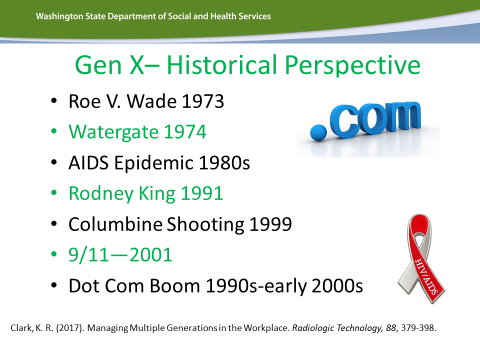 Washington State Department of Social and Health Services
Gen X– Historical Perspective
• Roe V. Wade 1973
• Watergate 1974
• AIDS Epidemic 1980s
• Rodney King 1991
• Columbine Shooting 1999
• 9/11—2001
• Dot Com Boom 1990s-early 2000s
.com
HIV/AIDS
Clark, K. R. (2017). Managing Multiple Generations in the Workplace. Radiologic Technology, 88, 379-398.